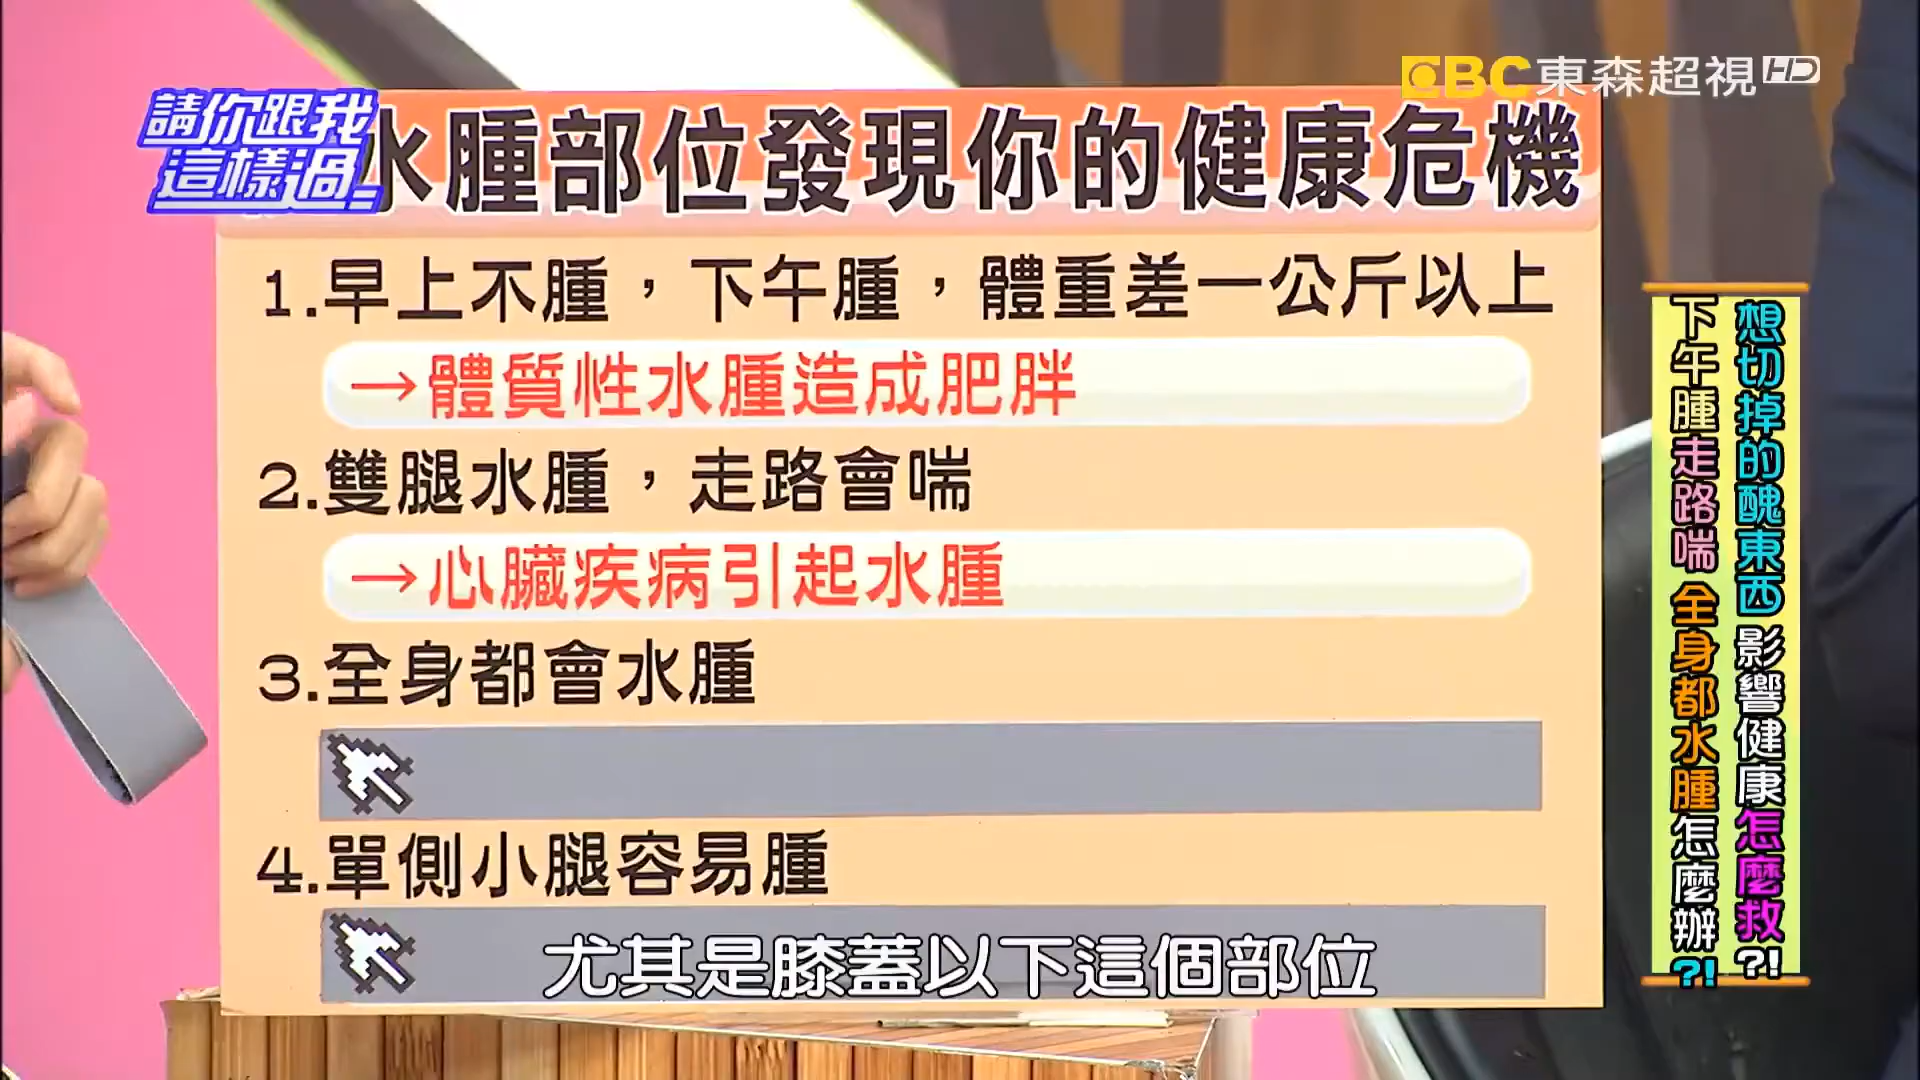 EBC東森超視HD
請你跟我
這樣過
水腫部位發現你的健康危機
1.早上不腫，下午腫，體重差一公斤以上
→體質性水腫造成肥胖
2.雙腿水腫，走路會喘
→心臟疾病引起水腫
3.全身都會水腫
4.單側小腿容易腫
尤其是膝蓋以下這個部位
想切掉的醜東西 影響健康怎麼救?!
下午腫走路喘 全身都水腫怎麼辦?!